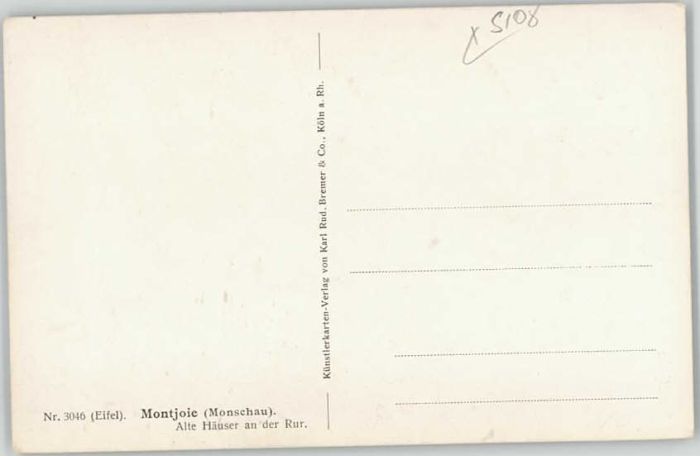 x 5108
Künstlerkarten-Verlag von Karl Rud. Bremer & Co., Köln a. Rh.
Nr. 3046 (Eifel). Montjoie (Monschau).
Alte Häuser an der Rur.